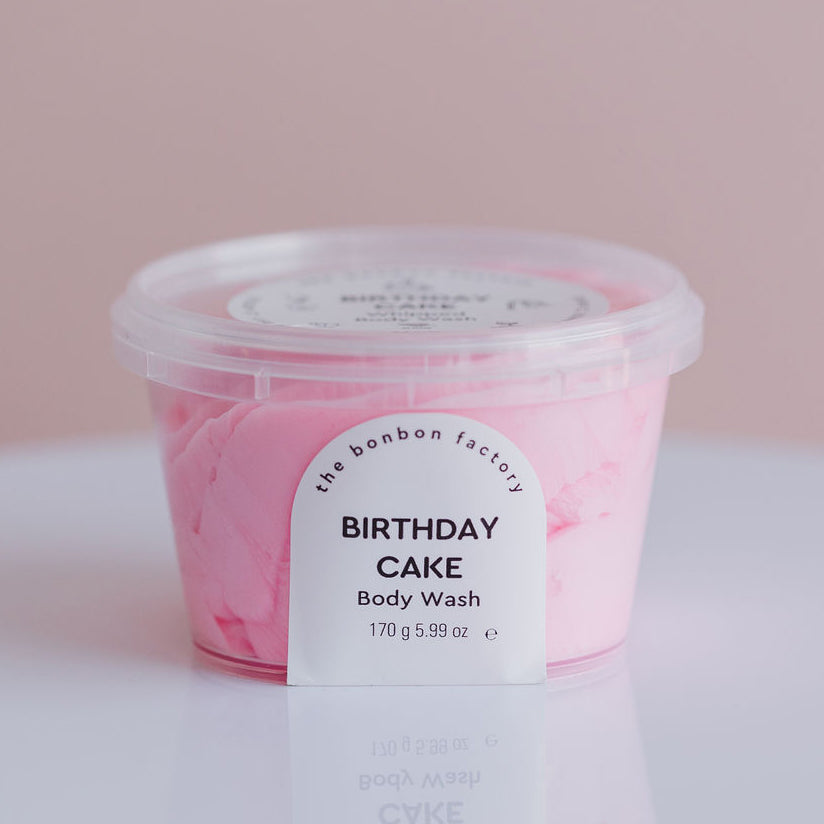 BIRTHDAY
CAKE
Whipped
Body Wash
the bonbon factory
BIRTHDAY
CAKE
Body Wash
170 g 5.99 oz ℮